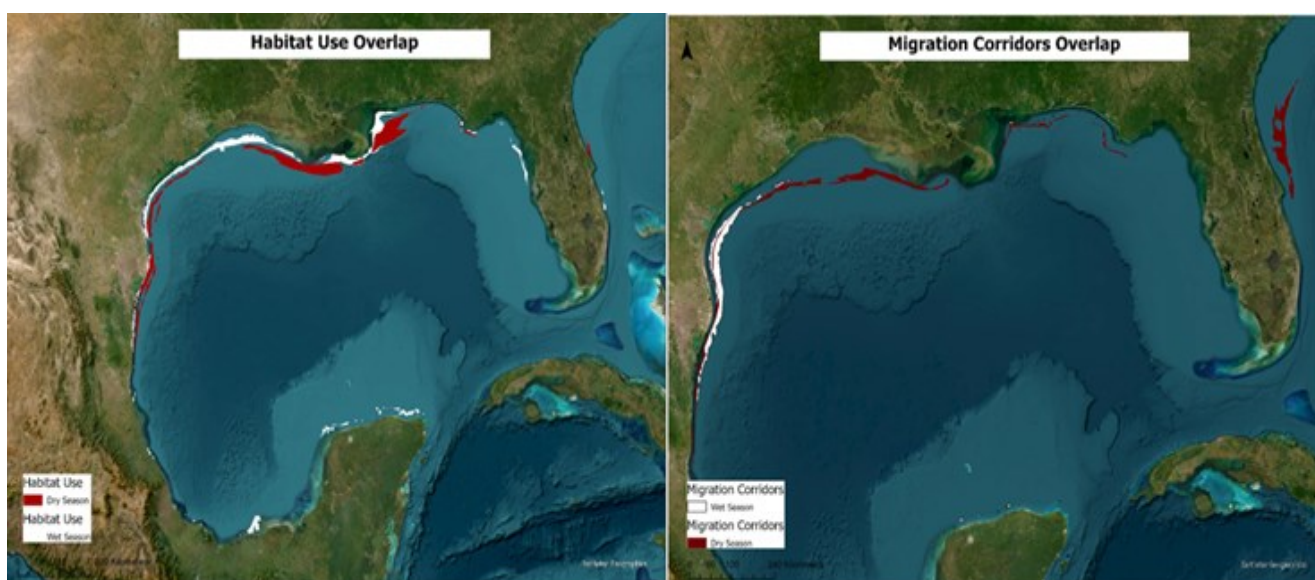 Habitat Use Overlap
Habitat Use
Dry Season
Habitat Use
Wet Season
Migration Corridors Overlap
Migration Corridors
Wet Season
Migration Corridors
Dry Season